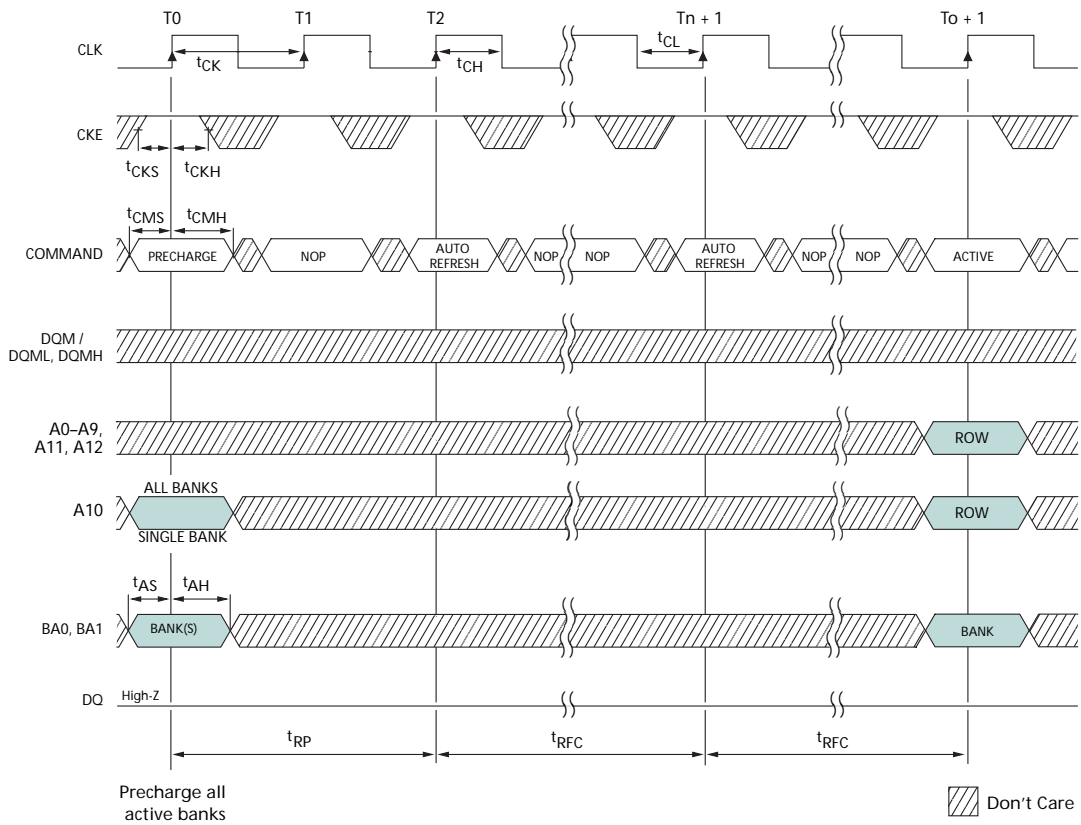 T0 T1 T2 Tn + 1 To + 1
CLK
tCK tCH tCL
CKE
tCKS tCKH
tCMS tCMH
COMMAND PRECHARGE NOP AUTO REFRESH NOP NOP AUTO REFRESH NOP NOP ACTIVE
DQM /
DQML, DQMH
A0–A9,
A11, A12 ROW
ALL BANKS
A10 ROW
SINGLE BANK
tAS tAH
BA0, BA1 BANK(S) BANK
DQ High-Z
tRP tRFC tRFC
Precharge all
active banks
Don't Care